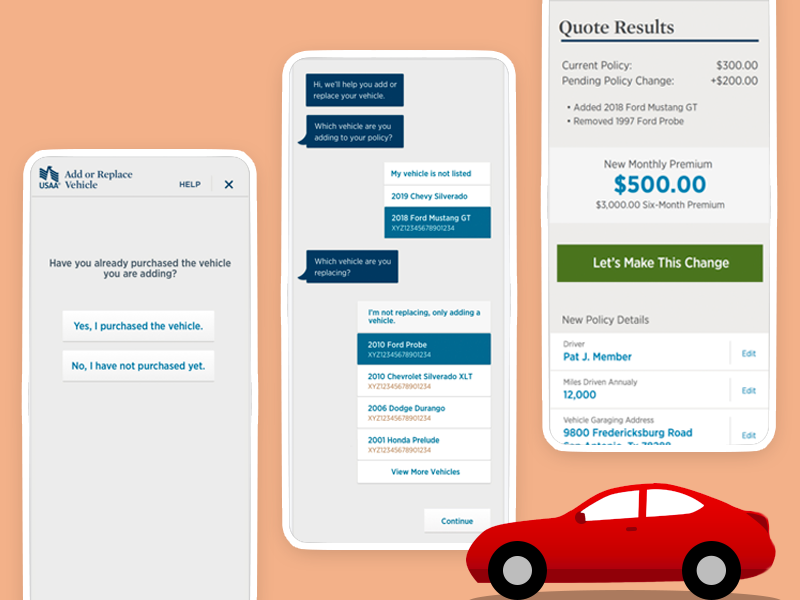 USAA®
Add or Replace
Vehicle
HELP
Have you already purchased the vehicle
you are adding?
Yes, I purchased the vehicle.
No, I have not purchased yet.
Hi, we'll help you add or
replace your vehicle.
Which vehicle are you
adding to your policy?
My vehicle is not listed
2019 Chevy Silverado
2018 Ford Mustang GT
XYZ12345678901234
Which vehicle are you
replacing?
I'm not replacing, only adding a
vehicle.
2010 Ford Probe
XYZ12345678901234
2010 Chevrolet Silverado XLT
XYZ12345678901234
2006 Dodge Durango
XYZ12345678901234
2001 Honda Prelude
XYZ12345678901234
View More Vehicles
Continue
Quote Results
Current Policy: $300.00
Pending Policy Change: +$200.00
• Added 2018 Ford Mustang GT
• Removed 1997 Ford Probe
New Monthly Premium
$500.00
$3,000.00 Six-Month Premium
Let's Make This Change
New Policy Details
Driver
Pat J. Member
Edit
Miles Driven Annualy
12,000
Edit
Vehicle Garaging Address
9800 Fredericksburg Road
Edit
San Antonio, Tx